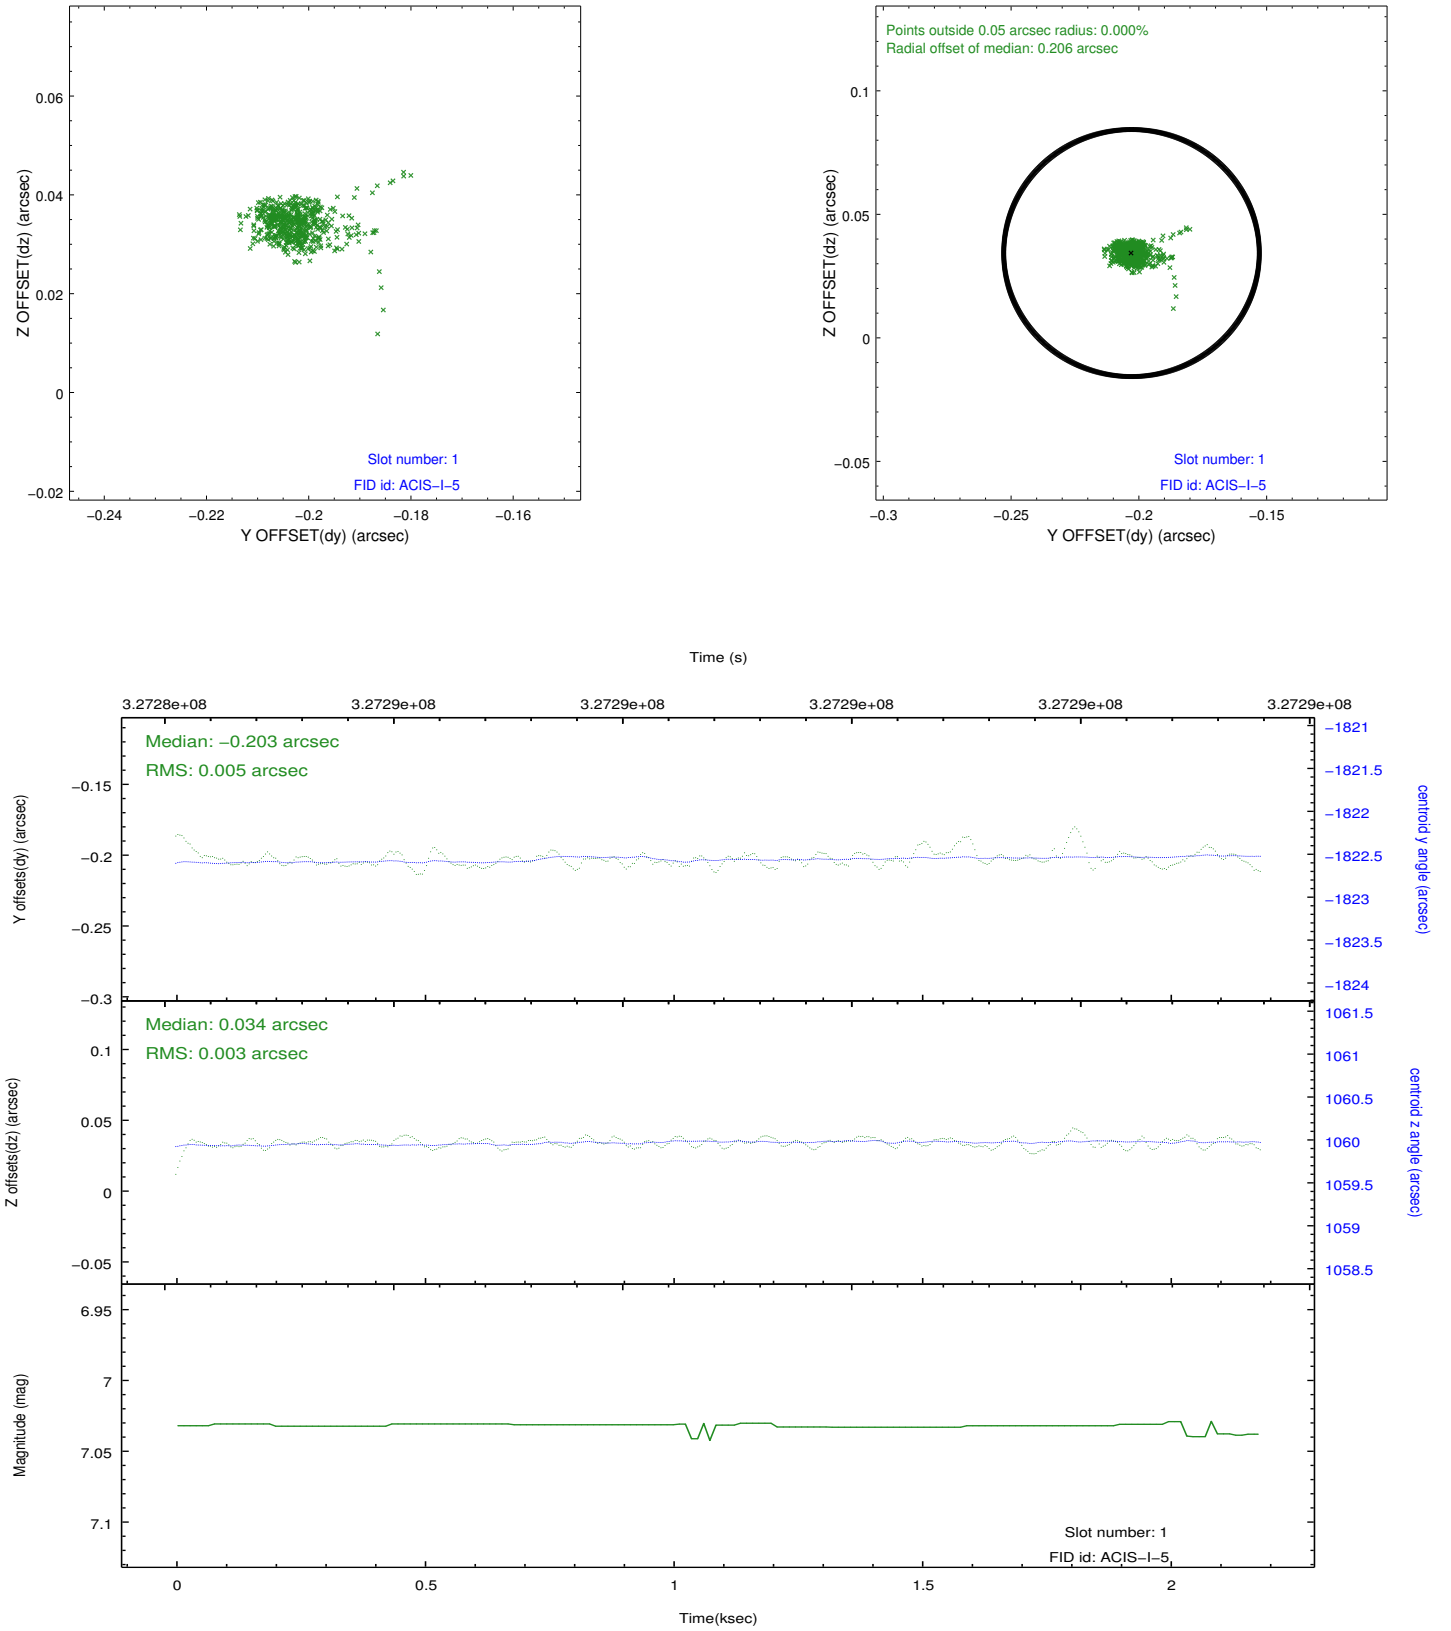 0.06
0.04
0.02
0
−0.02
Z OFFSET(dz) (arcsec)
Slot number: 1
FID id: ACIS−I−5
−0.24
−0.22
−0.2
−0.18
−0.16
Y OFFSET(dy) (arcsec)
Points outside 0.05 arcsec radius: 0.000%
Radial offset of median: 0.206 arcsec
0.1
0.05
0
−0.05
Z OFFSET(dz) (arcsec)
Slot number: 1
FID id: ACIS−I−5
−0.3
−0.25
−0.2
−0.15
Y OFFSET(dy) (arcsec)
Time (s)
3.2728e+08
3.2729e+08
3.2729e+08
3.2729e+08
3.2729e+08
3.2729e+08
Median: −0.203 arcsec
RMS: 0.005 arcsec
−0.15
−0.2
−0.25
−0.3
Y offsets(dy) (arcsec)
−1821
−1821.5
−1822
−1822.5
−1823
−1823.5
−1824
centroid y angle (arcsec)
Median: 0.034 arcsec
RMS: 0.003 arcsec
0.1
0.05
0
−0.05
Z offsets(dz) (arcsec)
1061.5
1061
1060.5
1060
1059.5
1059
1058.5
centroid z angle (arcsec)
6.95
7
7.05
7.1
Magnitude (mag)
Slot number: 1
FID id: ACIS−I−5
0
0.5
1
1.5
2
Time(ksec)